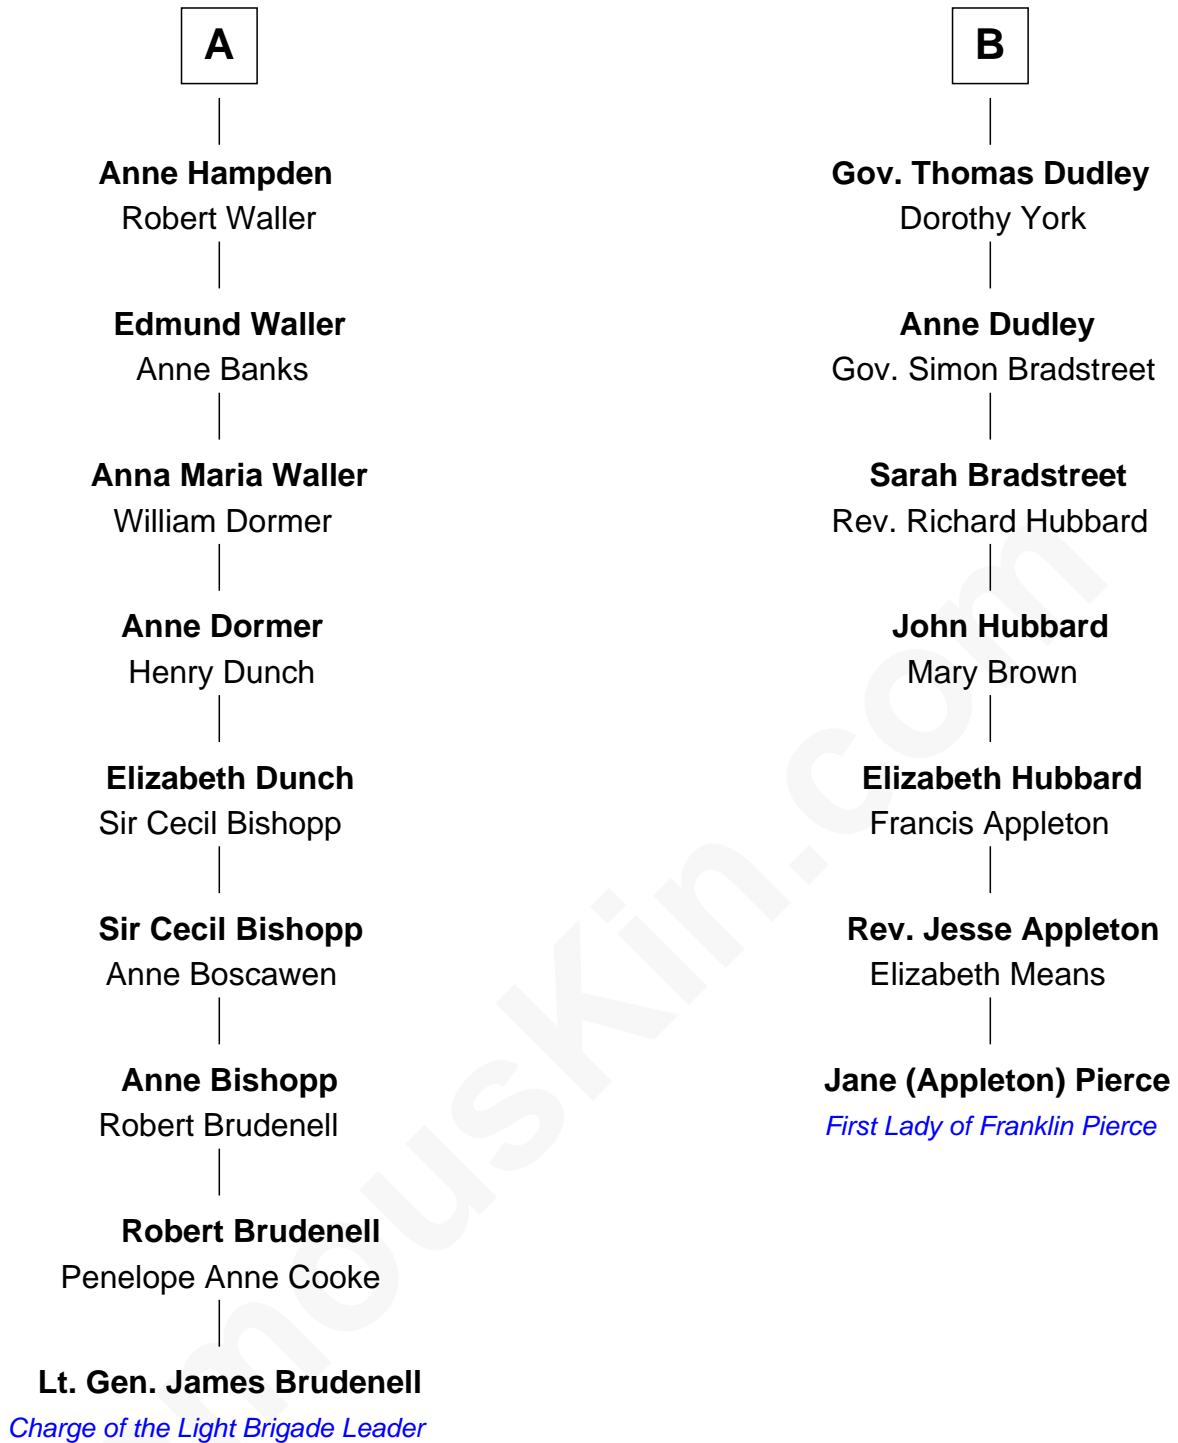 A
Anne Hampden
Robert Waller
Edmund Waller
Anne Banks
Anna Maria Waller
William Dormer
Anne Dormer
Henry Dunch
Elizabeth Dunch
Sir Cecil Bishopp
Sir Cecil Bishopp
Anne Boscawen
Anne Bishopp
Robert Brudenell
Robert Brudenell
Penelope Anne Cooke
Lt. Gen. James Brudenell
Charge of the Light Brigade Leader
B
Gov. Thomas Dudley
Dorothy York
Anne Dudley
Gov. Simon Bradstreet
Sarah Bradstreet
Rev. Richard Hubbard
John Hubbard
Mary Brown
Elizabeth Hubbard
Francis Appleton
Rev. Jesse Appleton
Elizabeth Means
Jane (Appleton) Pierce
First Lady of Franklin Pierce
mousKin.com